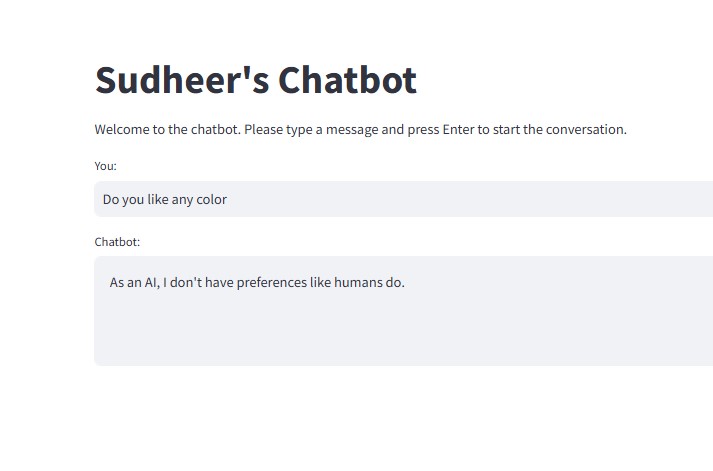 Sudheer's Chatbot
Welcome to the chatbot. Please type a message and press Enter to start the conversation.
You:
Do you like any color
Chatbot:
As an AI, I don't have preferences like humans do.